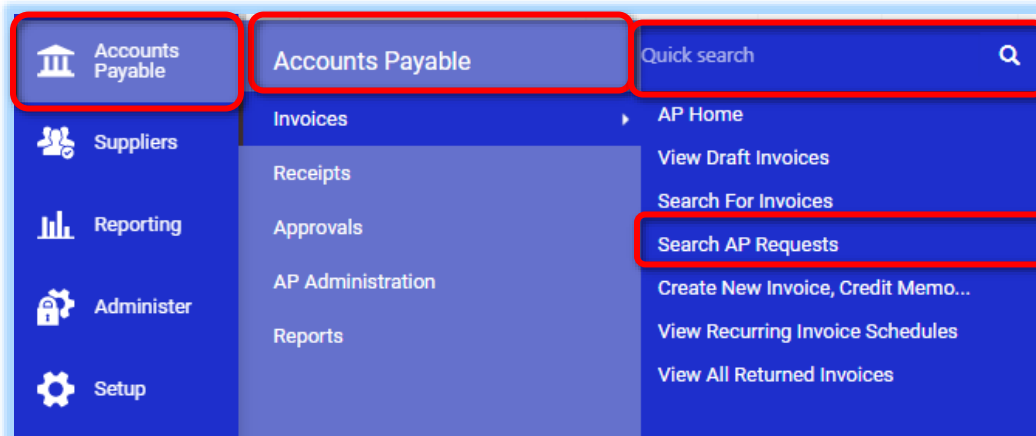 Accounts
Payable
Suppliers
Reporting
Administer
Setup
Accounts Payable
Invoices
Receipts
Approvals
AP Administration
Reports
Quick search
AP Home
View Draft Invoices
Search For Invoices
Search AP Requests
Create New Invoice, Credit Memo...
View Recurring Invoice Schedules
View All Returned Invoices